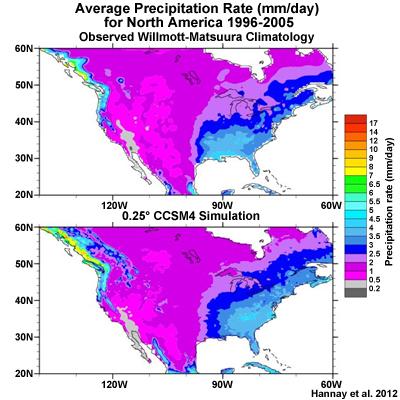 Average Precipitation Rate (mm/day)
for North America 1996-2005
Observed Willmott-Matsuura Climatology
60N
50N
40N
30N
20N
120W
90W
60W
0.25° CCSM4 Simulation
60N
50N
40N
30N
20N
120W
90W
60W
17
14
12
10
9
8
7
6.5
6
5.5
5
4.5
4
3.5
3
2.5
2
1
0.5
0.2
Precipitation rate (mm/day)
Hannay et al. 2012